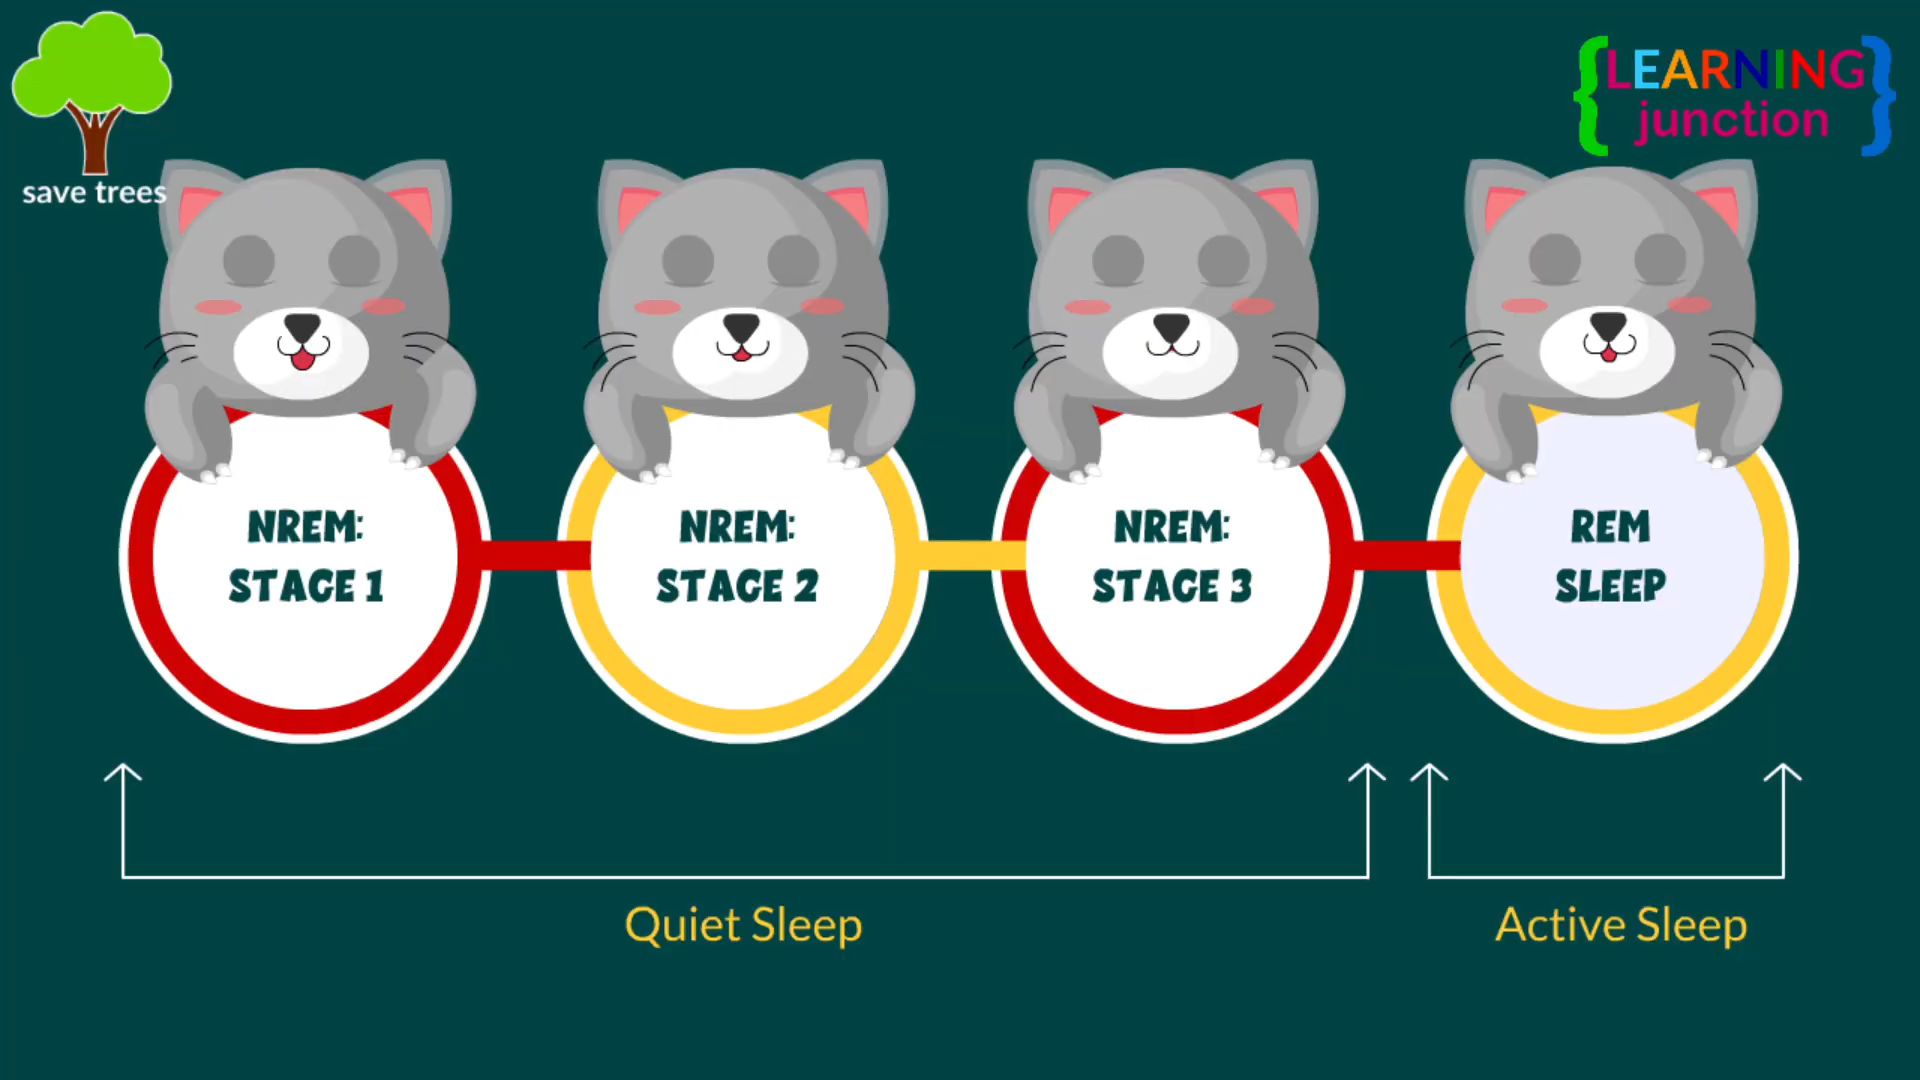 save trees
{LEARNING}
junction
NREM:
STAGE 1
NREM:
STAGE 2
NREM:
STAGE 3
REM
SLEEP
Quiet Sleep
Active Sleep